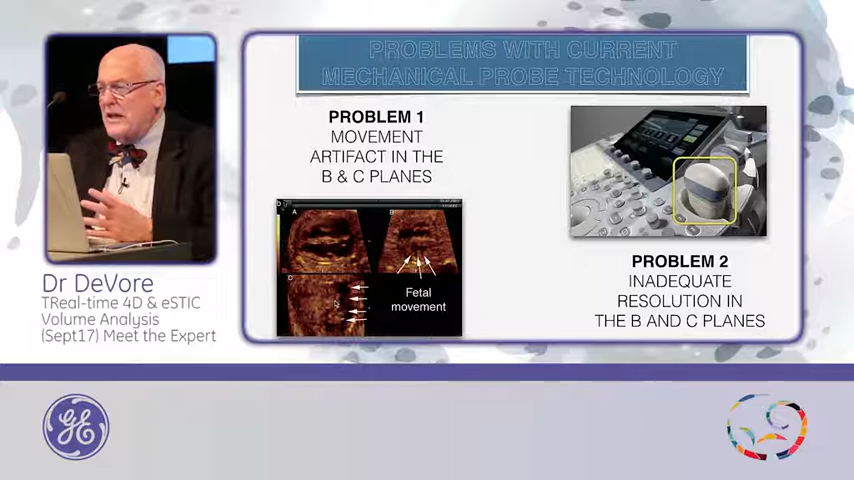 PROBLEMS WITH CURRENT
MECHANICAL PROBE TECHNOLOGY
PROBLEM 1
MOVEMENT
ARTIFACT IN THE
B & C PLANES
A
B
C
Fetal
movement
PROBLEM 2
INADEQUATE
RESOLUTION IN
THE B AND C PLANES
Dr DeVore
TReal-time 4D & eSTIC
Volume Analysis
(Sept17) Meet the Expert
GE